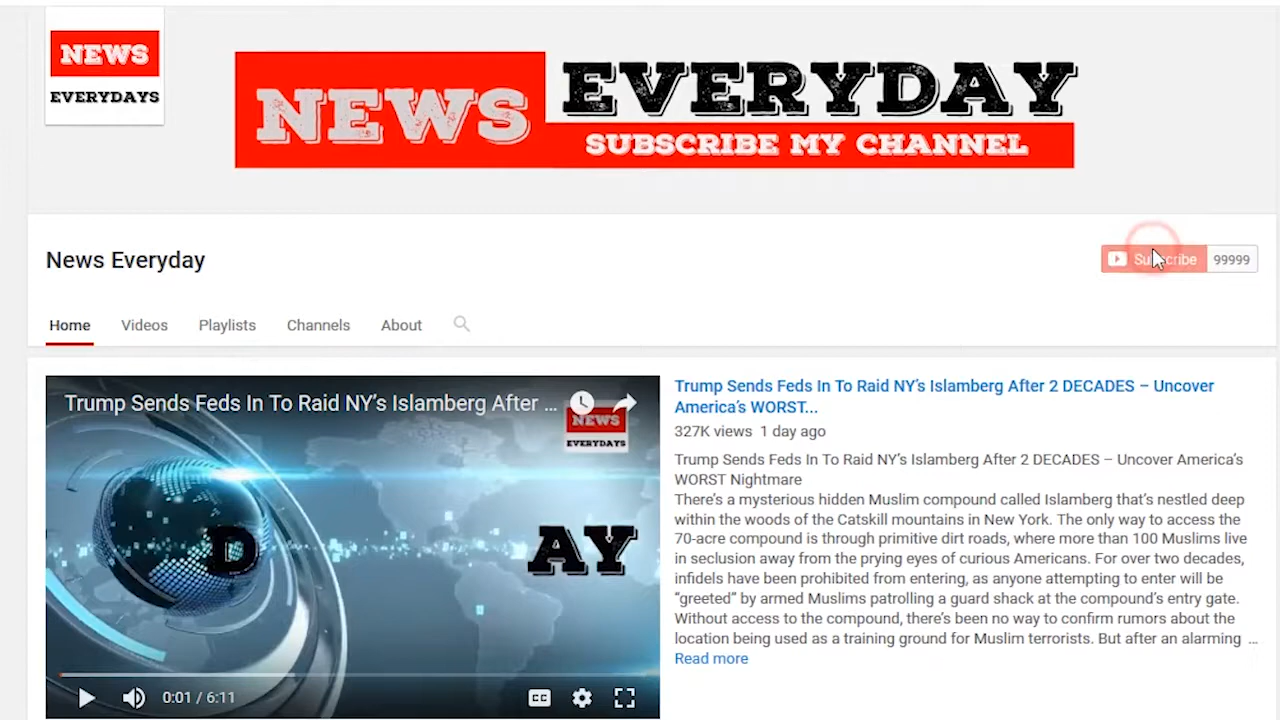 NEWS
EVERYDAYS
NEWS
EVERYDAY
SUBSCRIBE MY CHANNEL
News Everyday
Subscribe 99999
Home Videos Playlists Channels About
Trump Sends Feds In To Raid NY's Islamberg After ...
NEWS
EVERYDAYS
D AY
0:01 / 6:11
CC
Trump Sends Feds In To Raid NY's Islamberg After 2 DECADES – Uncover
America's WORST...
327K views 1 day ago
Trump Sends Feds In To Raid NY's Islamberg After 2 DECADES – Uncover America's
WORST Nightmare
There's a mysterious hidden Muslim compound called Islamberg that's nestled deep
within the woods of the Catskill mountains in New York. The only way to access the
70-acre compound is through primitive dirt roads, where more than 100 Muslims live
in seclusion away from the prying eyes of curious Americans. For over two decades,
infidels have been prohibited from entering, as anyone attempting to enter will be
“greeted” by armed Muslims patrolling a guard shack at the compound's entry gate.
Without access to the compound, there's been no way to confirm rumors about the
location being used as a training ground for Muslim terrorists. But after an alarming ...
Read more